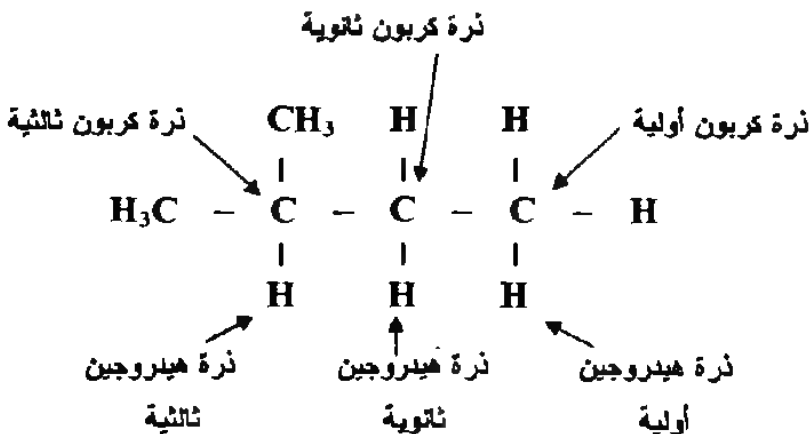 ذرة كربون ثانوية
ذرة كربون ثالثية CH₃ H H ذرة كربون أولية
H₃C – C – C – C – H
H H H
ذرة هيدروجين ذرة هيدروجين ذرة هيدروجين
ثالثية ثانوية أولية